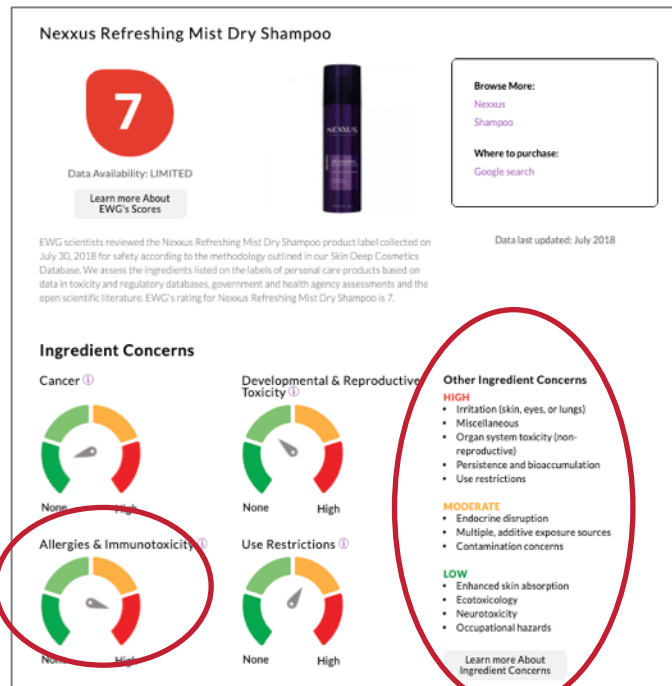 Nexxus Refreshing Mist Dry Shampoo
7
Data Availability: LIMITED
Learn more About
EWG's Scores
NEXXUS
Browse More:
Nexxus
Shampoo
Where to purchase:
Google search
EWG scientists reviewed the Nexxus Refreshing Mist Dry Shampoo product label collected on
July 30, 2018 for safety according to the methodology outlined in our Skin Deep Cosmetics
Database. We assess the ingredients listed on the labels of personal care products based on
data in toxicity and regulatory databases, government and health agency assessments and the
open scientific literature. EWG's rating for Nexxus Refreshing Mist Dry Shampoo is 7.
Data last updated: July 2018
Ingredient Concerns
Cancer
None High
Developmental & Reproductive
Toxicity
None High
Allergies & Immunotoxicity
None High
Use Restrictions
None High
Other Ingredient Concerns
HIGH
• Irritation (skin, eyes, or lungs)
• Miscellaneous
• Organ system toxicity (non-
reproductive)
• Persistence and bioaccumulation
• Use restrictions
MODERATE
• Endocrine disruption
• Multiple, additive exposure sources
• Contamination concerns
LOW
• Enhanced skin absorption
• Ecotoxicology
• Neurotoxicity
• Occupational hazards
Learn more About
Ingredient Concerns